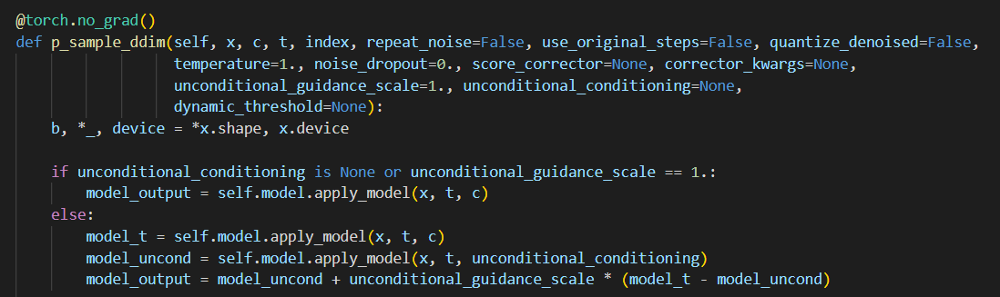 @torch.no_grad()
def p_sample_ddim(self, x, c, t, index, repeat_noise=False, use_original_steps=False, quantize_denoised=False,
temperature=1., noise_dropout=0., score_corrector=None, corrector_kwargs=None,
unconditional_guidance_scale=1., unconditional_conditioning=None,
dynamic_threshold=None):
b, *_, device = *x.shape, x.device
if unconditional_conditioning is None or unconditional_guidance_scale == 1.:
model_output = self.model.apply_model(x, t, c)
else:
model_t = self.model.apply_model(x, t, c)
model_uncond = self.model.apply_model(x, t, unconditional_conditioning)
model_output = model_uncond + unconditional_guidance_scale * (model_t - model_uncond)